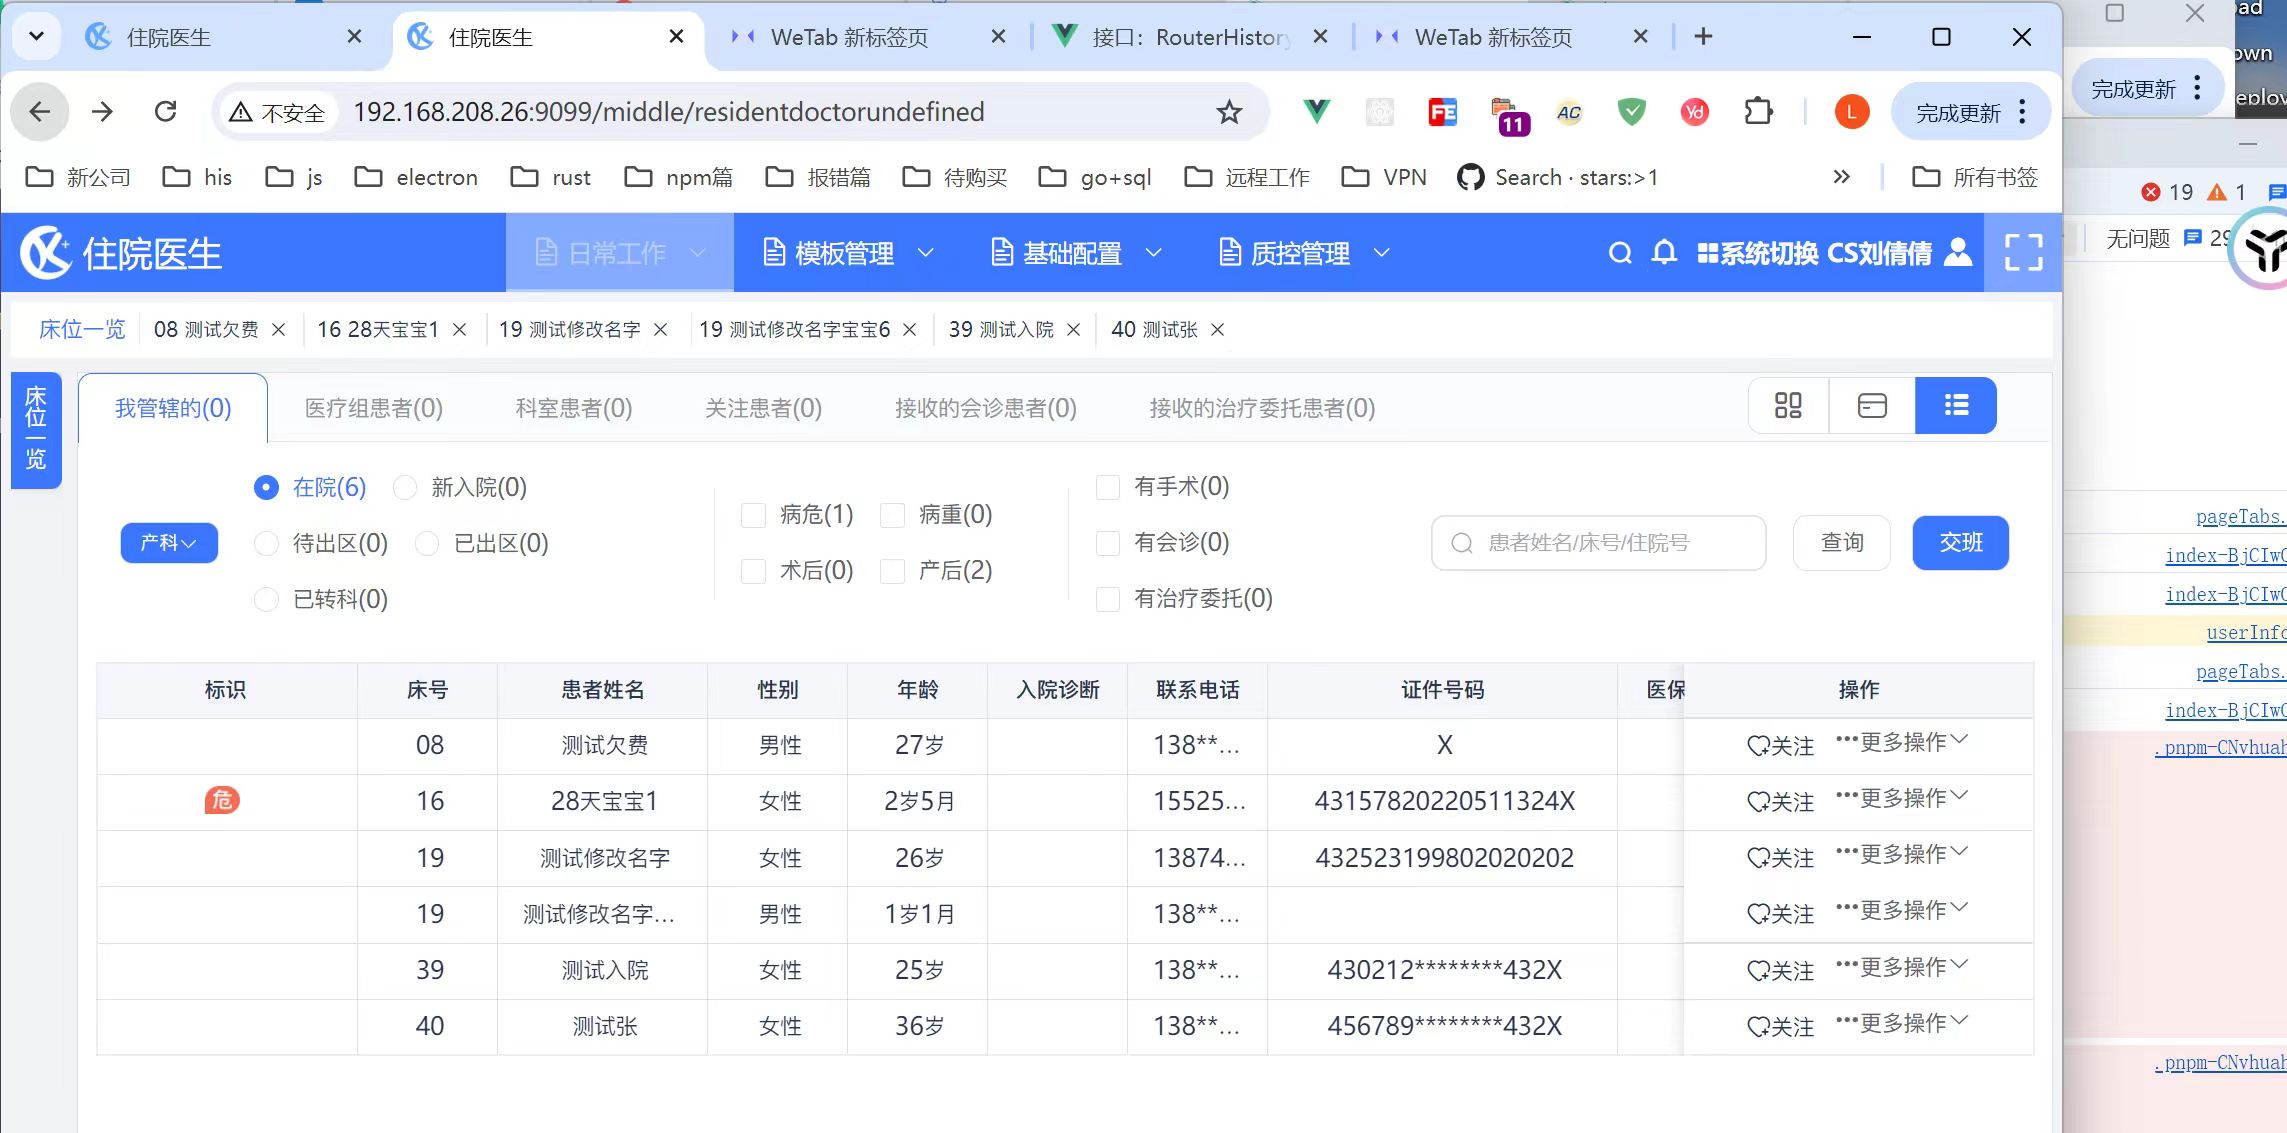 住院医生
住院医生
WeTab 新标签页
接口：RouterHistory
WeTab 新标签页
不安全
192.168.208.26:9099/middle/residentdoctorundefined
FE
11
AC
Yd
L
完成更新
完成更新
新公司
his
js
electron
rust
npm篇
报错篇
待购买
go+sql
远程工作
VPN
Search · stars:>1
所有书签
19
1
住院医生
日常工作
模板管理
基础配置
质控管理
系统切换
CS刘倩倩
无问题
床位一览
08 测试欠费
16 28天宝宝1
19 测试修改名字
19 测试修改名字宝宝6
39 测试入院
40 测试张
床位一览
我管辖的(0)
医疗组患者(0)
科室患者(0)
关注患者(0)
接收的会诊患者(0)
接收的治疗委托患者(0)
产科
在院(6)
新入院(0)
待出区(0)
已出区(0)
已转科(0)
病危(1)
病重(0)
术后(0)
产后(2)
有手术(0)
有会诊(0)
有治疗委托(0)
患者姓名/床号/住院号
查询
交班
标识 床号 患者姓名 性别 年龄 入院诊断 联系电话 证件号码 医保 操作
08 测试欠费 男性 27岁 138**... X 关注 •••更多操作
危 16 28天宝宝1 女性 2岁5月 15525... 43157820220511324X 关注 •••更多操作
19 测试修改名字 女性 26岁 13874... 432523199802020202 关注 •••更多操作
19 测试修改名字... 男性 1岁1月 138**... 关注 •••更多操作
39 测试入院 女性 25岁 138**... 430212********432X 关注 •••更多操作
40 测试张 女性 36岁 138**... 456789********432X 关注 •••更多操作
pageTabs.
index-BjCIw
index-BjCIw
userInfo
pageTabs.
index-BjCIw
.pnpm-CNvhuah
.pnpm-CNvhuah